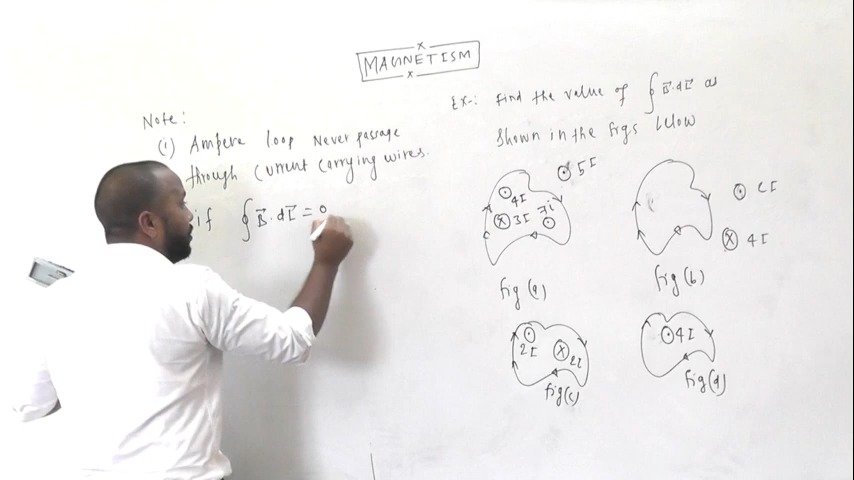 MAGNETISM
Note:
(i) Ampere loop Never passage
through Current Carrying wires.
if ∮B⃗.dl⃗ = 0
Ex-: Find the value of ∮B⃗.dl⃗ as
shown in the figs below
5I
4I
3I 7i
fig (a)
4I
fig (b)
2I
2I
fig(c)
4I
fig(d)